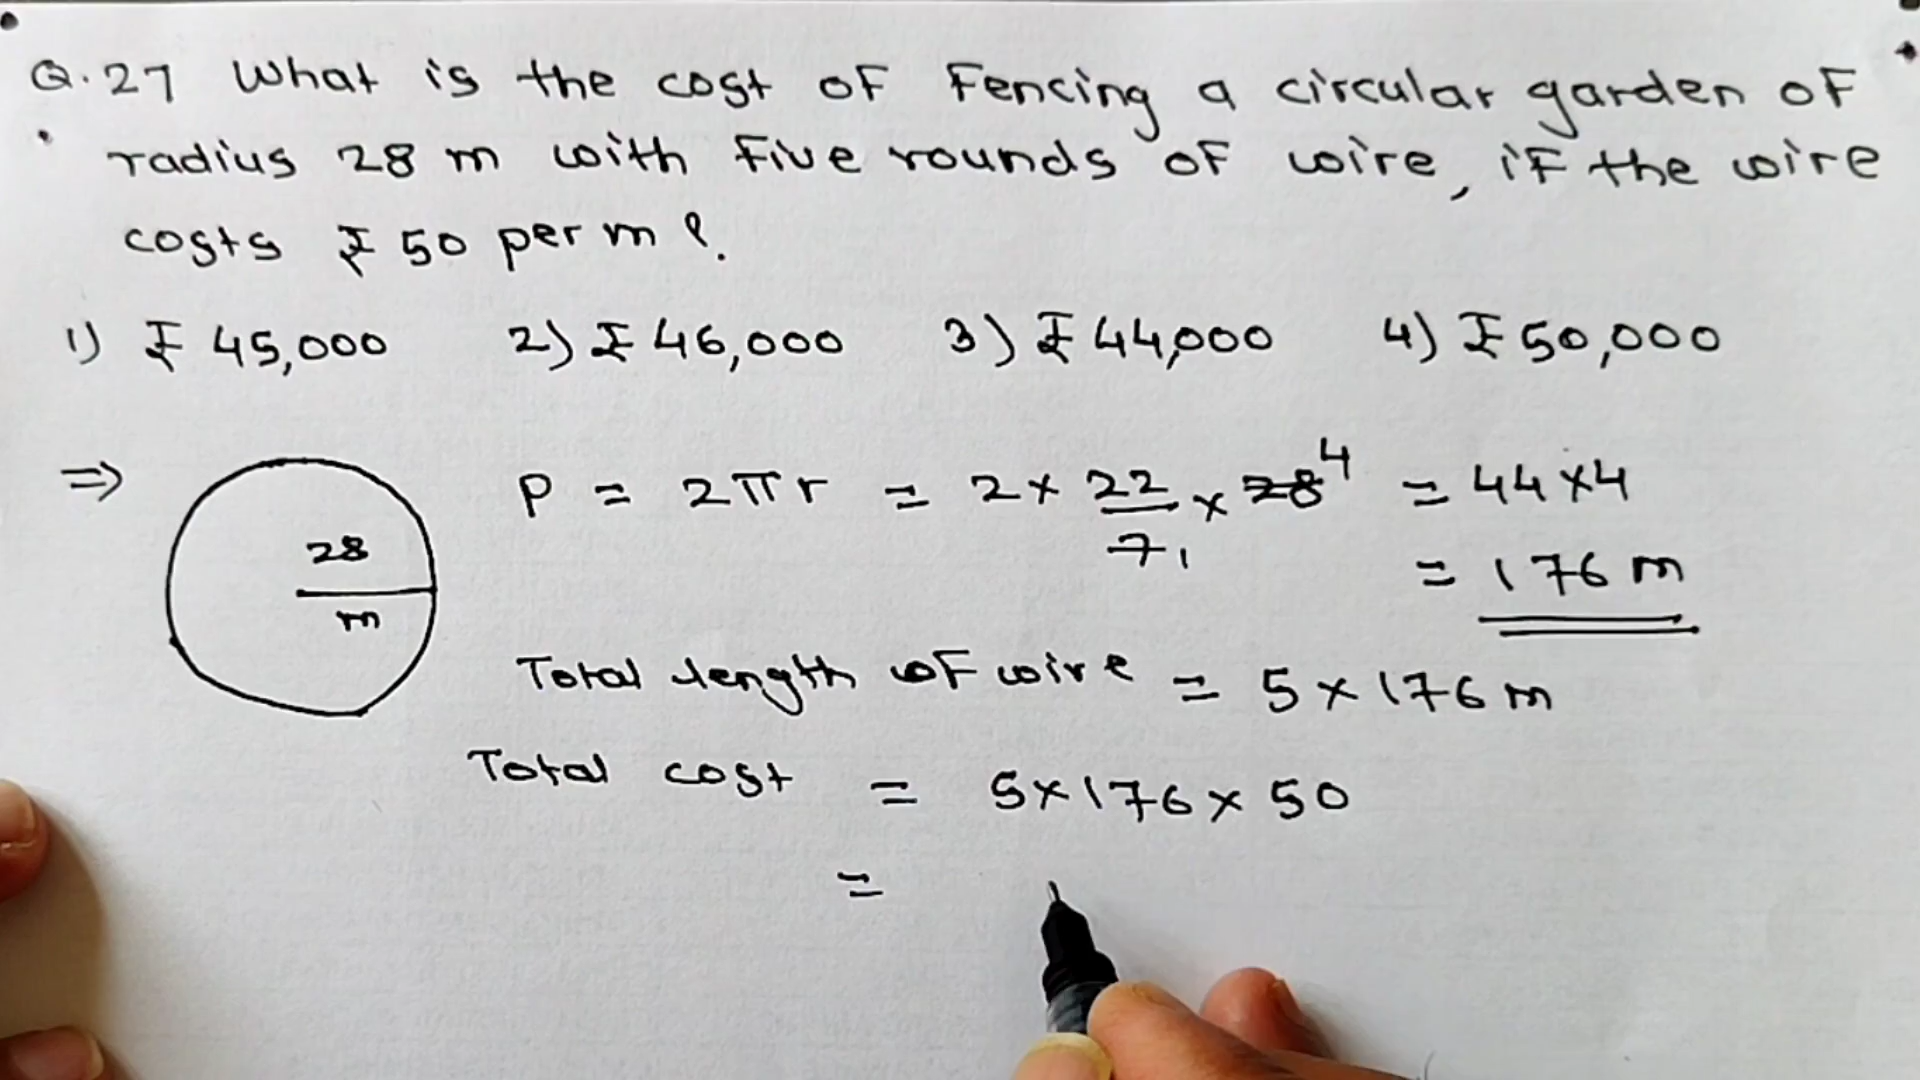 Q.27 What is the cost of Fencing a circular garden of
radius 28 m with Five rounds of wire, if the wire
costs ₹ 50 per m ?
1) ₹ 45,000 2) ₹ 46,000 3) ₹ 44,000 4) ₹ 50,000
⇒ P = 2πr = 2 × 22/7 1 × 28 4 = 44 × 4
28
m
= 176 m
Total length of wire = 5 × 176 m
Total cost = 5 × 176 × 50
=